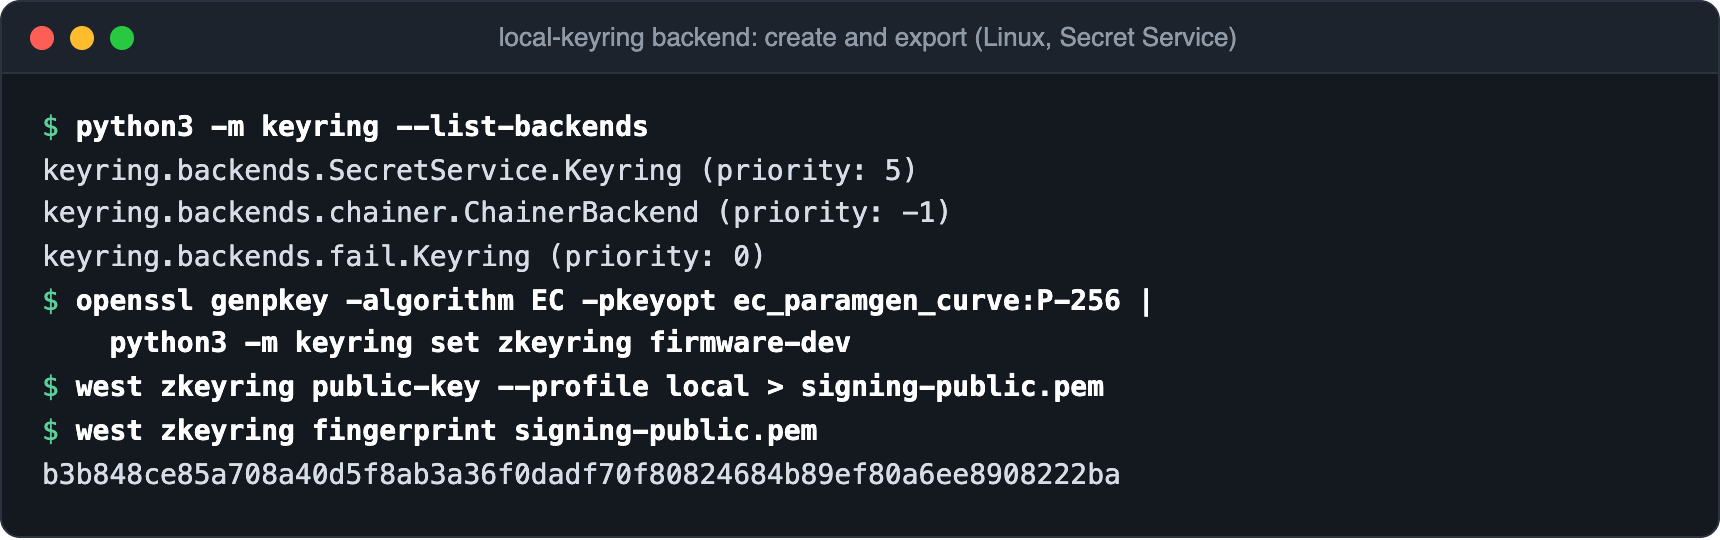 local-keyring backend: create and export (Linux, Secret Service)
$ python3 -m keyring --list-backends
keyring.backends.SecretService.Keyring (priority: 5)
keyring.backends.chainer.ChainerBackend (priority: -1)
keyring.backends.fail.Keyring (priority: 0)
$ openssl genpkey -algorithm EC -pkeyopt ec_paramgen_curve:P-256 |
    python3 -m keyring set zkeyring firmware-dev
$ west zkeyring public-key --profile local > signing-public.pem
$ west zkeyring fingerprint signing-public.pem
b3b848ce85a708a40d5f8ab3a36f0dadf70f80824684b89ef80a6ee8908222ba